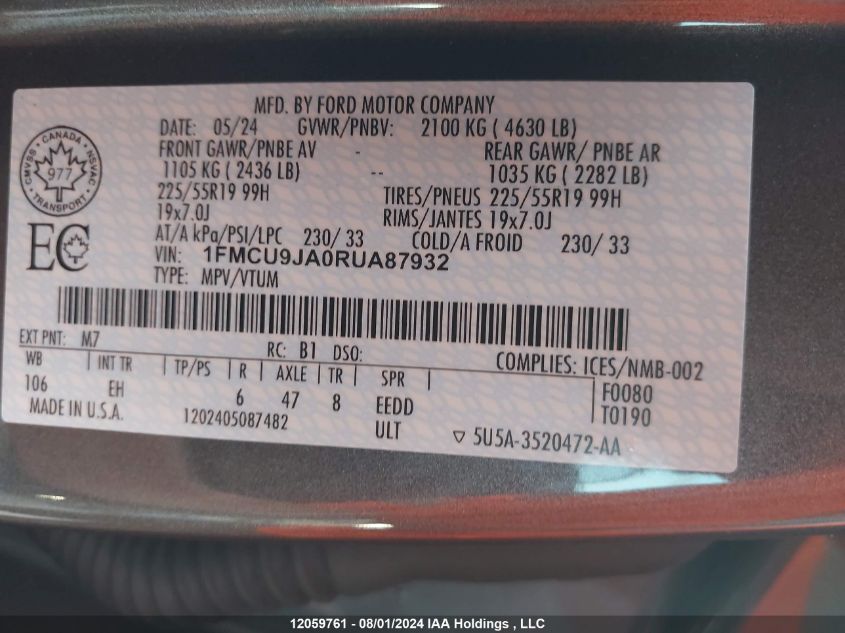 MFD. BY FORD MOTOR COMPANY
DATE: 05/24 GVWR/PNBV: 2100 KG ( 4630 LB)
FRONT GAWR/PNBE AV - REAR GAWR/ PNBE AR
1105 KG ( 2436 LB) -- 1035 KG ( 2282 LB)
225/55R19 99H TIRES/PNEUS 225/55R19 99H
19x7.0J RIMS/JANTES 19x7.0J
AT/A kPa/PSI/LPC 230/ 33 COLD/A FROID 230/ 33
VIN: 1FMCU9JA0RUA87932
TYPE: MPV/VTUM
CANADA
CMVSS NSVAC
977
TRANSPORT
EC
EXT PNT: M7 RC: B1 DSO: COMPLIES: ICES/NMB-002
WB | INT TR | TP/PS | R | AXLE | TR | SPR | F0080
106 EH 6 47 8 EEDD T0190
MADE IN U.S.A. 1202405087482 ULT ▽ 5U5A-3520472-AA
12059761 - 08/01/2024 IAA Holdings , LLC